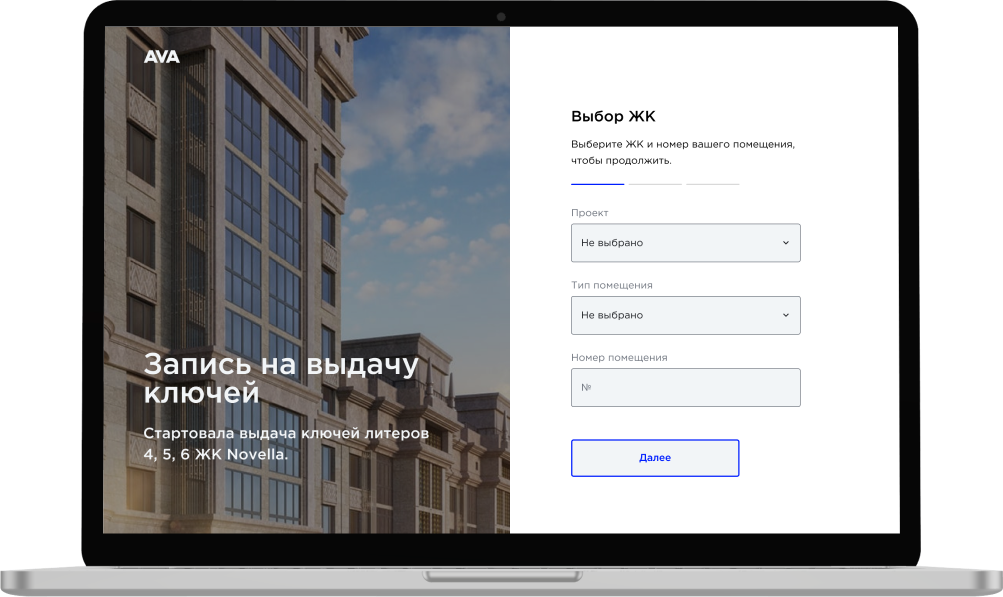 AVA
Запись на выдачу
ключей
Стартовала выдача ключей литеров
4, 5, 6 ЖК Novella.
Выбор ЖК
Выберите ЖК и номер вашего помещения,
чтобы продолжить.
Проект
Не выбрано
Тип помещения
Не выбрано
Номер помещения
№
Далее